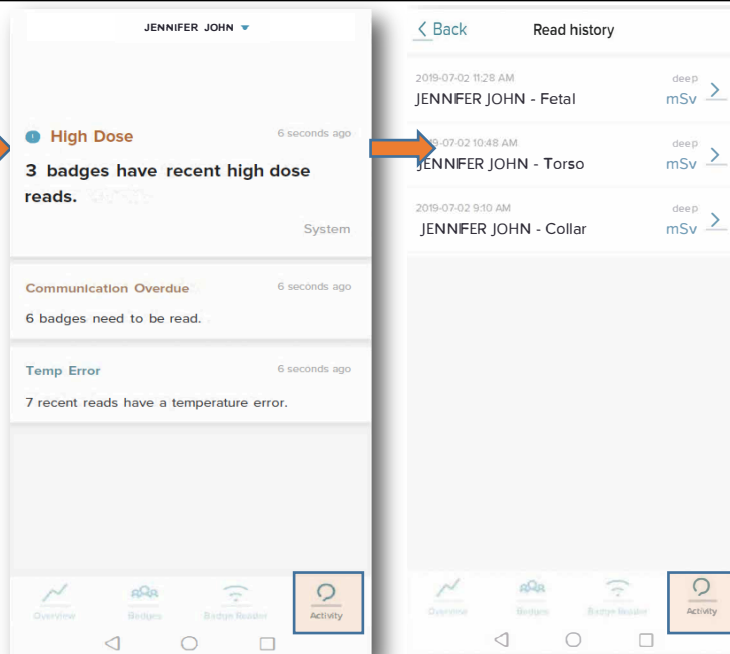 JENNIFER JOHN
High Dose
6 seconds ago
3 badges have recent high dose
reads.
System
Communication Overdue
6 seconds ago
6 badges need to be read.
Temp Error
6 seconds ago
7 recent reads have a temperature error.
Overview
Badges
Badge Reader
Activity
Back
Read history
2019-07-02 11:28 AM
deep
JENNIFER JOHN - Fetal
mSv
9-07-02 10:48 AM
deep
JENNIFER JOHN - Torso
mSv
2019-07-02 9:10 AM
deep
JENNIFER JOHN - Collar
mSv
Overview
Badges
Badge Reader
Activity